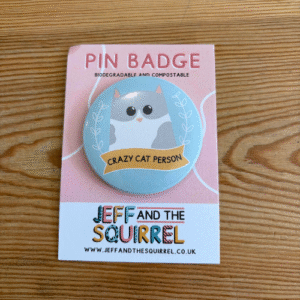 PIN BADGE
BIODEGRADABLE AND COMPOSTABLE
CRAZY CAT PERSON
JEFF AND THE
SQUIRREL
WWW.JEFFANDTHESQUIRREL.CO.UK